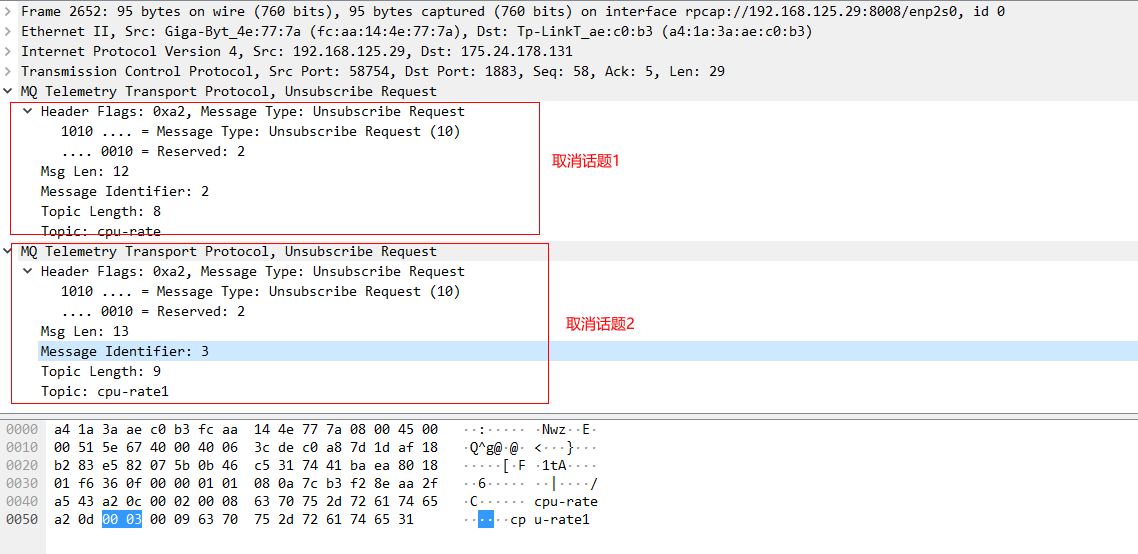 Frame 2652: 95 bytes on wire (760 bits), 95 bytes captured (760 bits) on interface rpcap://192.168.125.29:8008/enp2s0, id 0
Ethernet II, Src: Giga-Byt_4e:77:7a (fc:aa:14:4e:77:7a), Dst: Tp-LinkT_ae:c0:b3 (a4:1a:3a:ae:c0:b3)
Internet Protocol Version 4, Src: 192.168.125.29, Dst: 175.24.178.131
Transmission Control Protocol, Src Port: 58754, Dst Port: 1883, Seq: 58, Ack: 5, Len: 29
MQ Telemetry Transport Protocol, Unsubscribe Request
Header Flags: 0xa2, Message Type: Unsubscribe Request
1010 .... = Message Type: Unsubscribe Request (10)
.... 0010 = Reserved: 2
取消话题1
Msg Len: 12
Message Identifier: 2
Topic Length: 8
Topic: cpu-rate
MQ Telemetry Transport Protocol, Unsubscribe Request
Header Flags: 0xa2, Message Type: Unsubscribe Request
1010 .... = Message Type: Unsubscribe Request (10)
.... 0010 = Reserved: 2
取消话题2
Msg Len: 13
Message Identifier: 3
Topic Length: 9
Topic: cpu-rate1
0000 a4 1a 3a ae c0 b3 fc aa 14 4e 77 7a 08 00 45 00 ··:····· ·Nwz··E·
0010 00 51 5e 67 40 00 40 06 3c de c0 a8 7d 1d af 18 ·Q^g@·@· <···}···
0020 b2 83 e5 82 07 5b 0b 46 c5 31 74 41 ba ea 80 18 ·····[·F ·1tA····
0030 01 f6 36 0f 00 00 01 01 08 0a 7c b3 f2 8e aa 2f ··6····· ··|····/
0040 a5 43 a2 0c 00 02 00 08 63 70 75 2d 72 61 74 65 ·C······ cpu-rate
0050 a2 0d 00 03 00 09 63 70 75 2d 72 61 74 65 31 ······cp u-rate1